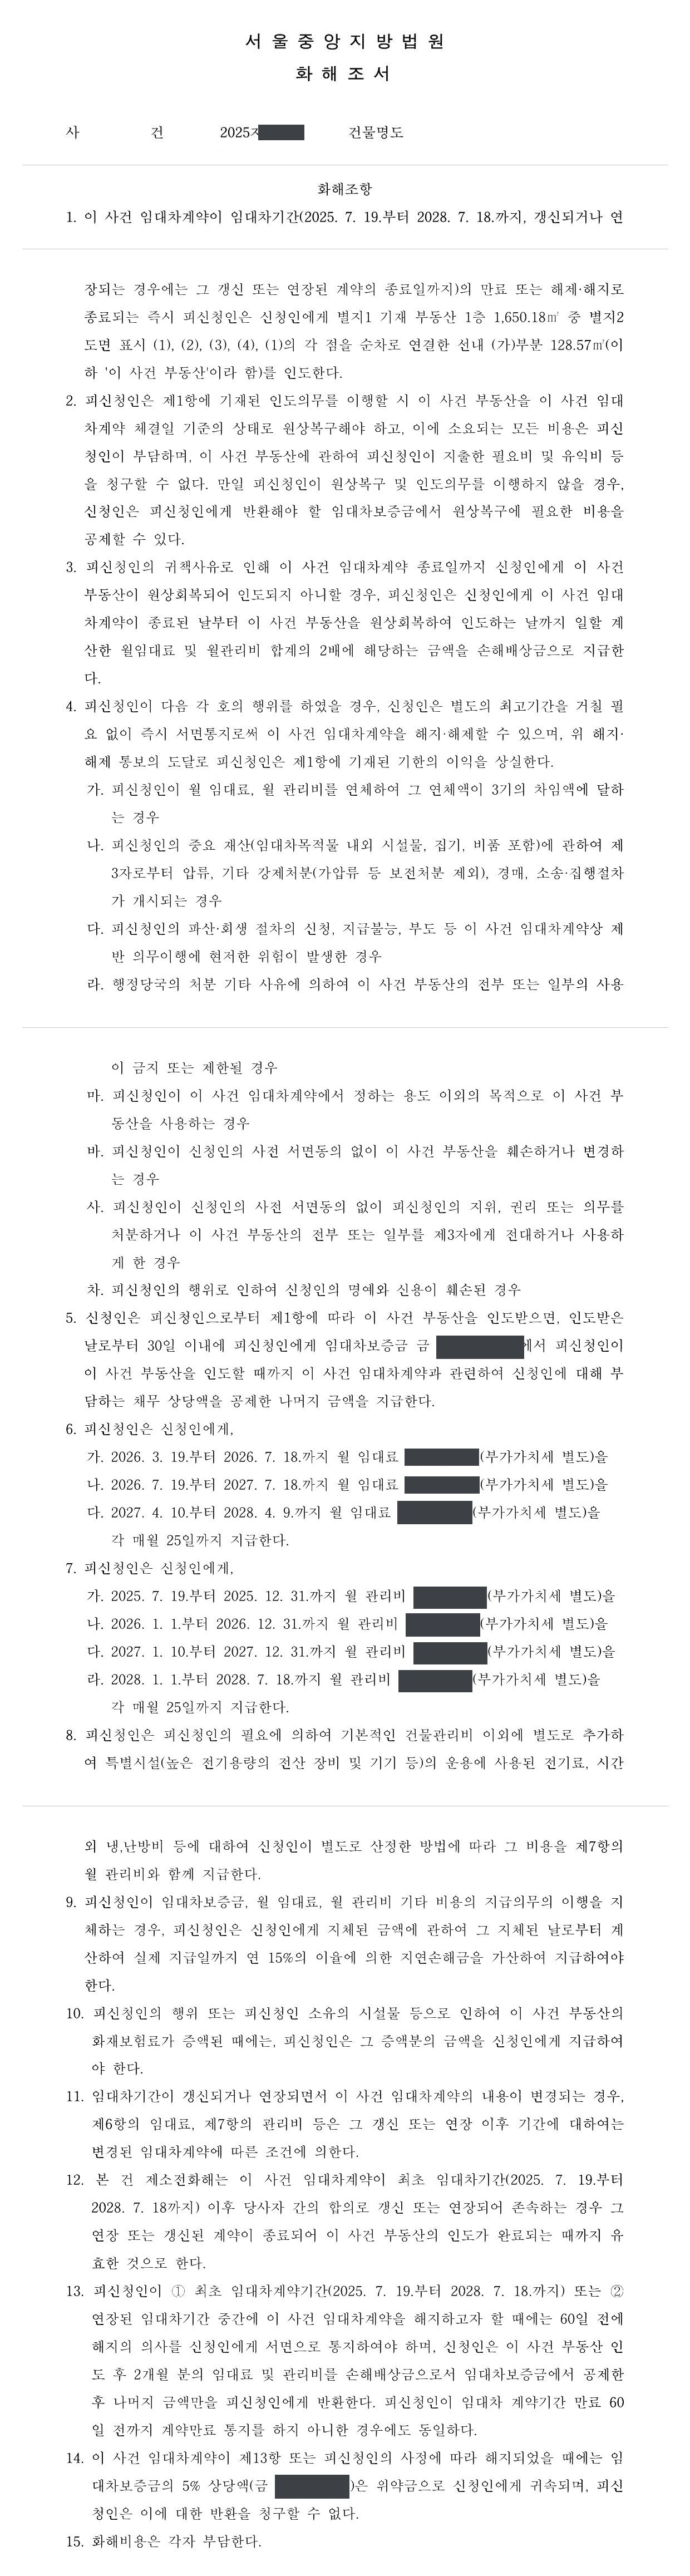 서울중앙지방법원
화해조서
사 건 2025 건물명도
화해조항
1. 이 사건 임대차계약이 임대차기간(2025. 7. 19.부터 2028. 7. 18.까지, 갱신되거나 연
장되는 경우에는 그 갱신 또는 연장된 계약의 종료일까지)의 만료 또는 해제·해지로
종료되는 즉시 피신청인은 신청인에게 별지1 기재 부동산 1층 1,650.18㎡ 중 별지2
도면 표시 (1), (2), (3), (4), (1)의 각 점을 순차로 연결한 선내 (가)부분 128.57㎡(이
하 '이 사건 부동산'이라 함)를 인도한다.
2. 피신청인은 제1항에 기재된 인도의무를 이행할 시 이 사건 부동산을 이 사건 임대
차계약 체결일 기준의 상태로 원상복구해야 하고, 이에 소요되는 모든 비용은 피신
청인이 부담하며, 이 사건 부동산에 관하여 피신청인이 지출한 필요비 및 유익비 등
을 청구할 수 없다. 만일 피신청인이 원상복구 및 인도의무를 이행하지 않을 경우,
신청인은 피신청인에게 반환해야 할 임대차보증금에서 원상복구에 필요한 비용을
공제할 수 있다.
3. 피신청인의 귀책사유로 인해 이 사건 임대차계약 종료일까지 신청인에게 이 사건
부동산이 원상회복되어 인도되지 아니할 경우, 피신청인은 신청인에게 이 사건 임대
차계약이 종료된 날부터 이 사건 부동산을 원상회복하여 인도하는 날까지 일할 계
산한 월임대료 및 월관리비 합계의 2배에 해당하는 금액을 손해배상금으로 지급한
다.
4. 피신청인이 다음 각 호의 행위를 하였을 경우, 신청인은 별도의 최고기간을 거칠 필
요 없이 즉시 서면통지로써 이 사건 임대차계약을 해지·해제할 수 있으며, 위 해지·
해제 통보의 도달로 피신청인은 제1항에 기재된 기한의 이익을 상실한다.
가. 피신청인이 월 임대료, 월 관리비를 연체하여 그 연체액이 3기의 차임액에 달하
는 경우
나. 피신청인의 중요 재산(임대차목적물 내외 시설물, 집기, 비품 포함)에 관하여 제
3자로부터 압류, 기타 강제처분(가압류 등 보전처분 제외), 경매, 소송·집행절차
가 개시되는 경우
다. 피신청인의 파산·회생 절차의 신청, 지급불능, 부도 등 이 사건 임대차계약상 제
반 의무이행에 현저한 위험이 발생한 경우
라. 행정당국의 처분 기타 사유에 의하여 이 사건 부동산의 전부 또는 일부의 사용
이 금지 또는 제한될 경우
마. 피신청인이 이 사건 임대차계약에서 정하는 용도 이외의 목적으로 이 사건 부
동산을 사용하는 경우
바. 피신청인이 신청인의 사전 서면동의 없이 이 사건 부동산을 훼손하거나 변경하
는 경우
사. 피신청인이 신청인의 사전 서면동의 없이 피신청인의 지위, 권리 또는 의무를
처분하거나 이 사건 부동산의 전부 또는 일부를 제3자에게 전대하거나 사용하
게 한 경우
차. 피신청인의 행위로 인하여 신청인의 명예와 신용이 훼손된 경우
5. 신청인은 피신청인으로부터 제1항에 따라 이 사건 부동산을 인도받으면, 인도받은
날로부터 30일 이내에 피신청인에게 임대차보증금 금 에서 피신청인이
이 사건 부동산을 인도할 때까지 이 사건 임대차계약과 관련하여 신청인에 대해 부
담하는 채무 상당액을 공제한 나머지 금액을 지급한다.
6. 피신청인은 신청인에게,
가. 2026. 3. 19.부터 2026. 7. 18.까지 월 임대료 (부가가치세 별도)을
나. 2026. 7. 19.부터 2027. 7. 18.까지 월 임대료 (부가가치세 별도)을
다. 2027. 4. 10.부터 2028. 4. 9.까지 월 임대료 (부가가치세 별도)을
각 매월 25일까지 지급한다.
7. 피신청인은 신청인에게,
가. 2025. 7. 19.부터 2025. 12. 31.까지 월 관리비 (부가가치세 별도)을
나. 2026. 1. 1.부터 2026. 12. 31.까지 월 관리비 (부가가치세 별도)을
다. 2027. 1. 10.부터 2027. 12. 31.까지 월 관리비 (부가가치세 별도)을
라. 2028. 1. 1.부터 2028. 7. 18.까지 월 관리비 (부가가치세 별도)을
각 매월 25일까지 지급한다.
8. 피신청인은 피신청인의 필요에 의하여 기본적인 건물관리비 이외에 별도로 추가하
여 특별시설(높은 전기용량의 전산 장비 및 기기 등)의 운용에 사용된 전기료, 시간
외 냉,난방비 등에 대하여 신청인이 별도로 산정한 방법에 따라 그 비용을 제7항의
월 관리비와 함께 지급한다.
9. 피신청인이 임대차보증금, 월 임대료, 월 관리비 기타 비용의 지급의무의 이행을 지
체하는 경우, 피신청인은 신청인에게 지체된 금액에 관하여 그 지체된 날로부터 계
산하여 실제 지급일까지 연 15%의 이율에 의한 지연손해금을 가산하여 지급하여야
한다.
10. 피신청인의 행위 또는 피신청인 소유의 시설물 등으로 인하여 이 사건 부동산의
화재보험료가 증액된 때에는, 피신청인은 그 증액분의 금액을 신청인에게 지급하여
야 한다.
11. 임대차기간이 갱신되거나 연장되면서 이 사건 임대차계약의 내용이 변경되는 경우,
제6항의 임대료, 제7항의 관리비 등은 그 갱신 또는 연장 이후 기간에 대하여는
변경된 임대차계약에 따른 조건에 의한다.
12. 본 건 제소전화해는 이 사건 임대차계약이 최초 임대차기간(2025. 7. 19.부터
2028. 7. 18까지) 이후 당사자 간의 합의로 갱신 또는 연장되어 존속하는 경우 그
연장 또는 갱신된 계약이 종료되어 이 사건 부동산의 인도가 완료되는 때까지 유
효한 것으로 한다.
13. 피신청인이 ① 최초 임대차계약기간(2025. 7. 19.부터 2028. 7. 18.까지) 또는 ②
연장된 임대차기간 중간에 이 사건 임대차계약을 해지하고자 할 때에는 60일 전에
해지의 의사를 신청인에게 서면으로 통지하여야 하며, 신청인은 이 사건 부동산 인
도 후 2개월 분의 임대료 및 관리비를 손해배상금으로서 임대차보증금에서 공제한
후 나머지 금액만을 피신청인에게 반환한다. 피신청인이 임대차 계약기간 만료 60
일 전까지 계약만료 통지를 하지 아니한 경우에도 동일하다.
14. 이 사건 임대차계약이 제13항 또는 피신청인의 사정에 따라 해지되었을 때에는 임
대차보증금의 5% 상당액(금 )은 위약금으로 신청인에게 귀속되며, 피신
청인은 이에 대한 반환을 청구할 수 없다.
15. 화해비용은 각자 부담한다.